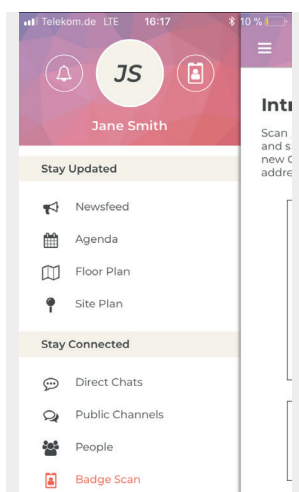 Telekom.de LTE 16:17 10 %
JS
Jane Smith
Stay Updated
Newsfeed
Agenda
Floor Plan
Site Plan
Stay Connected
Direct Chats
Public Channels
People
Badge Scan
Scan
and s
new
addre